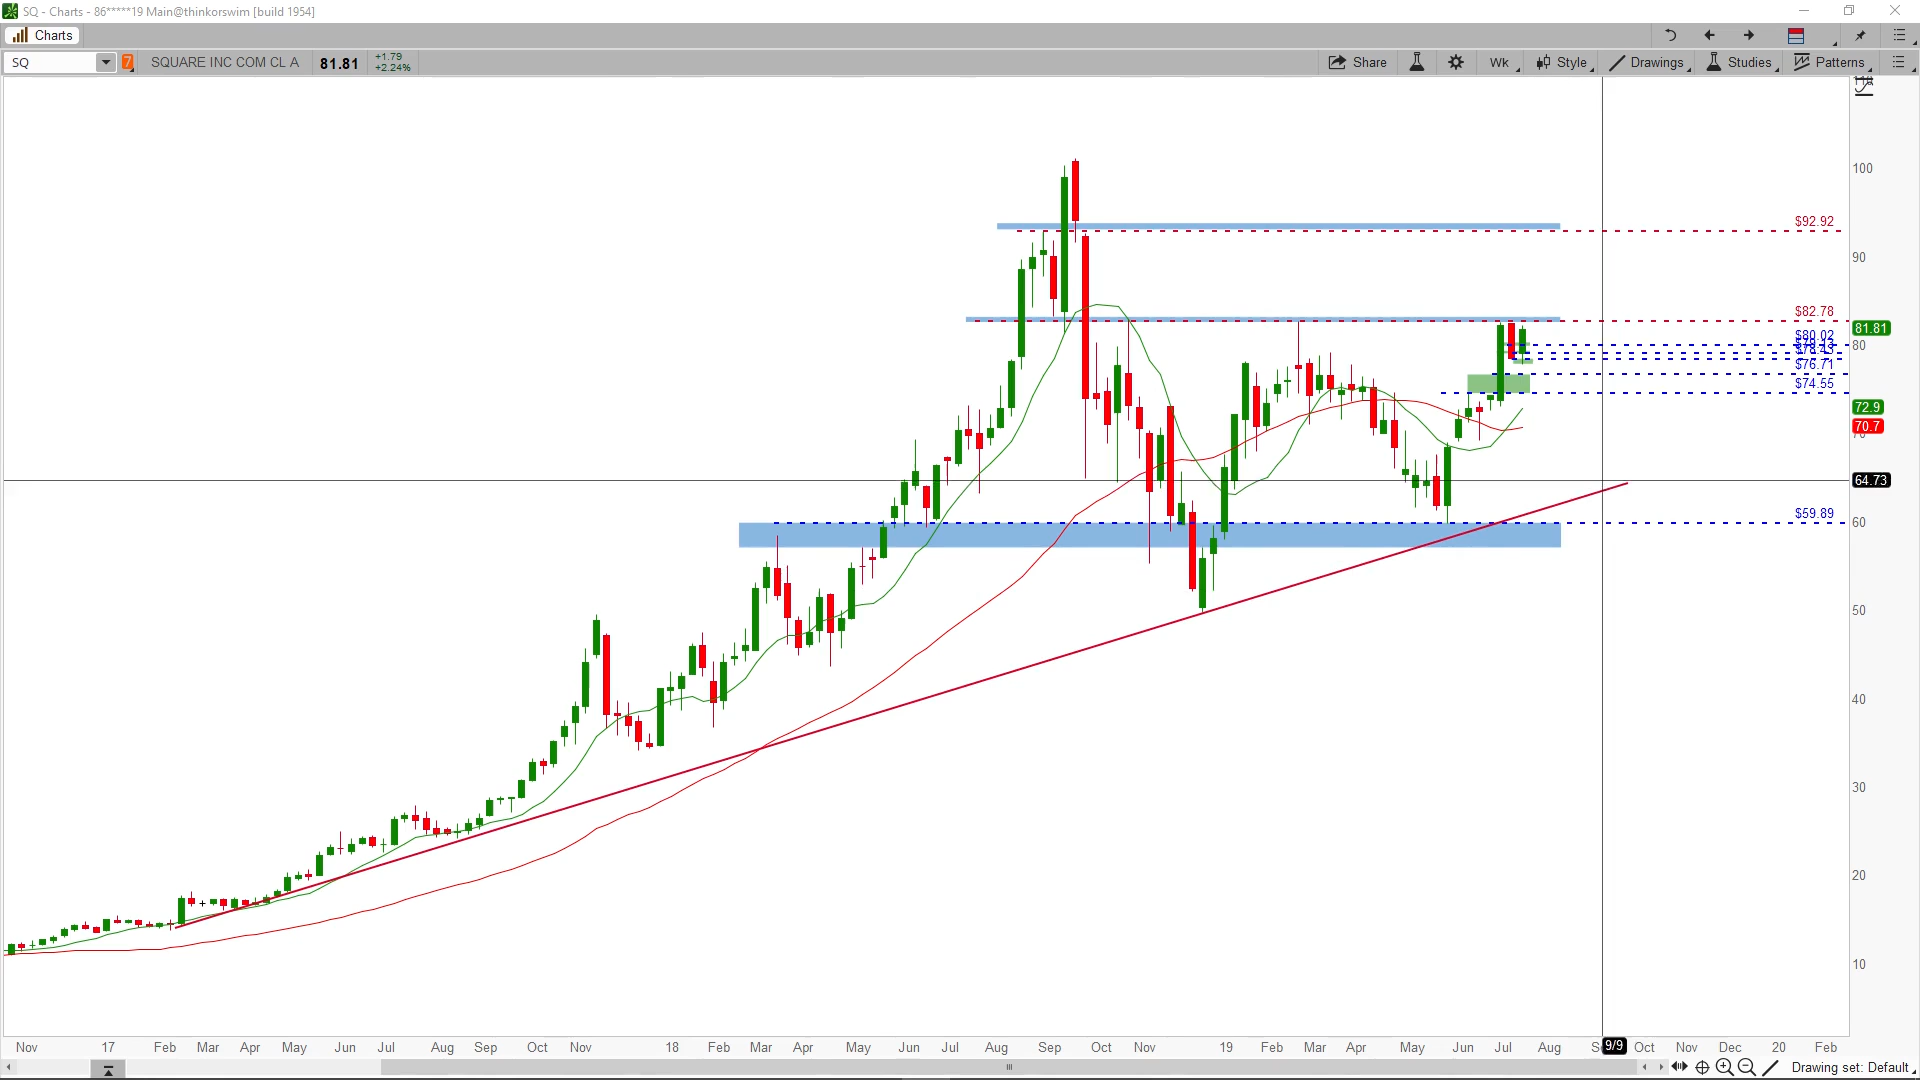 SQ - Charts - 86*****19 Main@thinkorswim [build 1954]
Charts
SQ
7
SQUARE INC COM CL A
81.81
+1.79
+2.24%
Share
Wk
Style
Drawings
Studies
Patterns
100
$92.92
90
$82.78
81.81
$80.02
80
$76.71
$74.55
72.9
70.7
64.73
$59.89
60
50
40
30
20
10
Nov 17 Feb Mar Apr May Jun Jul Aug Sep Oct Nov 18 Feb Mar Apr May Jun Jul Aug Sep Oct Nov 19 Feb Mar Apr May Jun Jul Aug 9/9 Oct Nov Dec 20 Feb
Drawing set: Default